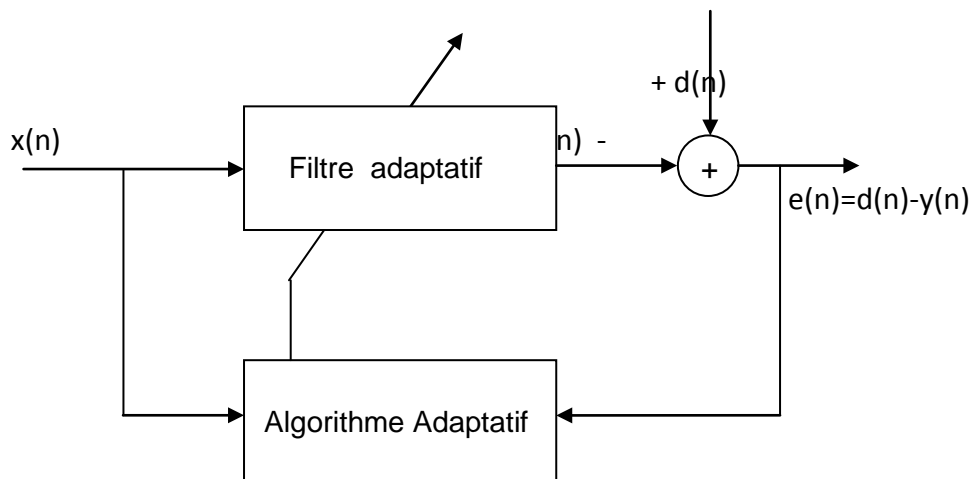 + d(n)
x(n)
n) -
Filtre adaptatif
+
e(n)=d(n)-y(n)
Algorithme Adaptatif